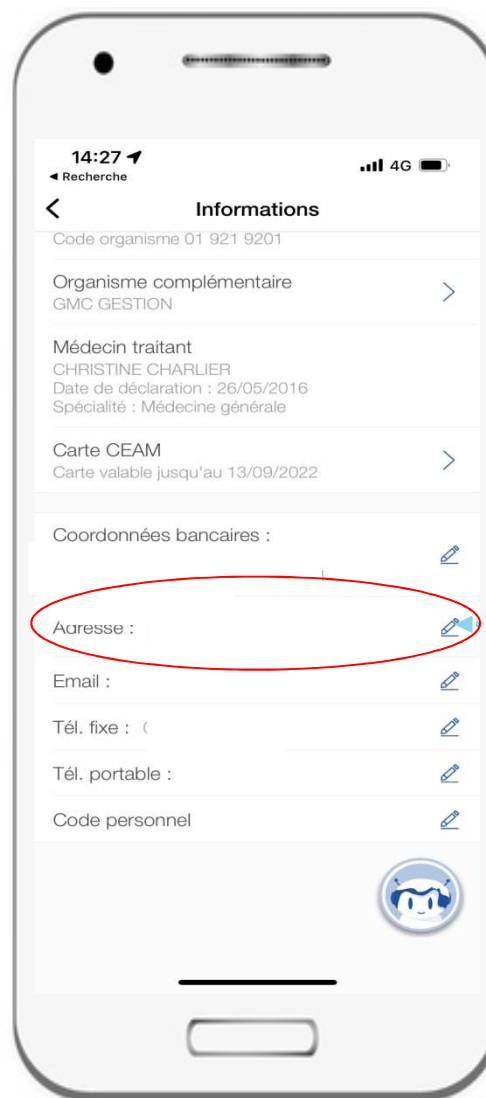 14:27
4G
◀ Recherche
Informations
Code organisme 01 921 9201
Organisme complémentaire
GMC GESTION
Médecin traitant
CHRISTINE CHARLIER
Date de déclaration : 26/05/2016
Spécialité : Médecine générale
Carte CEAM
Carte valable jusqu'au 13/09/2022
Coordonnées bancaires :
Adresse :
Email :
Tél. fixe :
Tél. portable :
Code personnel